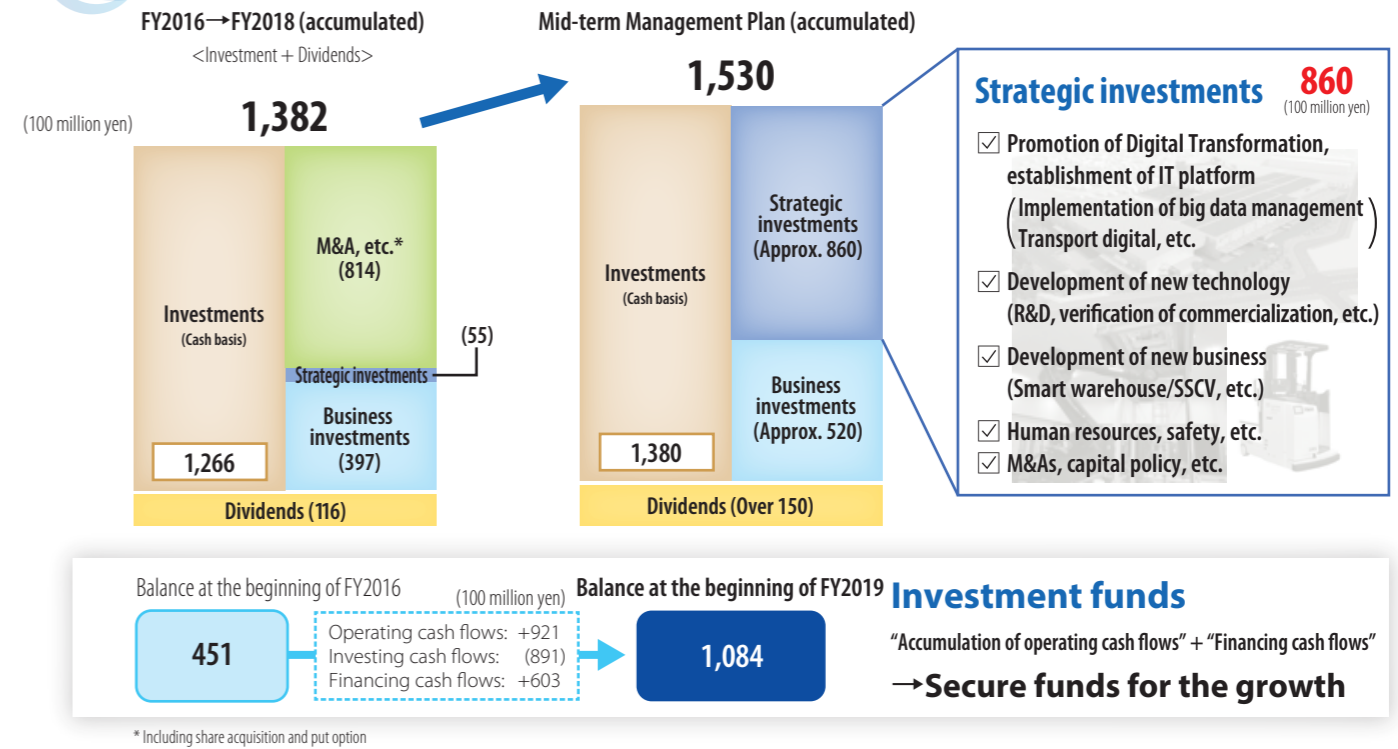 FY2016→FY2018 (accumulated)
<Investment + Dividends>
(100 million yen)
1,382
Investments
(Cash basis)
1,266
M&A, etc.*
(814)
Strategic investments
(55)
Business
investments
(397)
Dividends (116)
Mid-term Management Plan (accumulated)
1,530
Investments
(Cash basis)
1,380
Strategic
investments
(Approx. 860)
Business
investments
(Approx. 520)
Dividends (Over 150)
Strategic investments 860
(100 million yen)
☑ Promotion of Digital Transformation,
establishment of IT platform
(Implementation of big data management
Transport digital, etc.)
☑ Development of new technology
(R&D, verification of commercialization, etc.)
☑ Development of new business
(Smart warehouse/SSCV, etc.)
☑ Human resources, safety, etc.
☑ M&As, capital policy, etc.
Balance at the beginning of FY2016
451
(100 million yen)
Operating cash flows: +921
Investing cash flows: (891)
Financing cash flows: +603
Balance at the beginning of FY2019
1,084
Investment funds
"Accumulation of operating cash flows" + "Financing cash flows"
→Secure funds for the growth
* Including share acquisition and put option